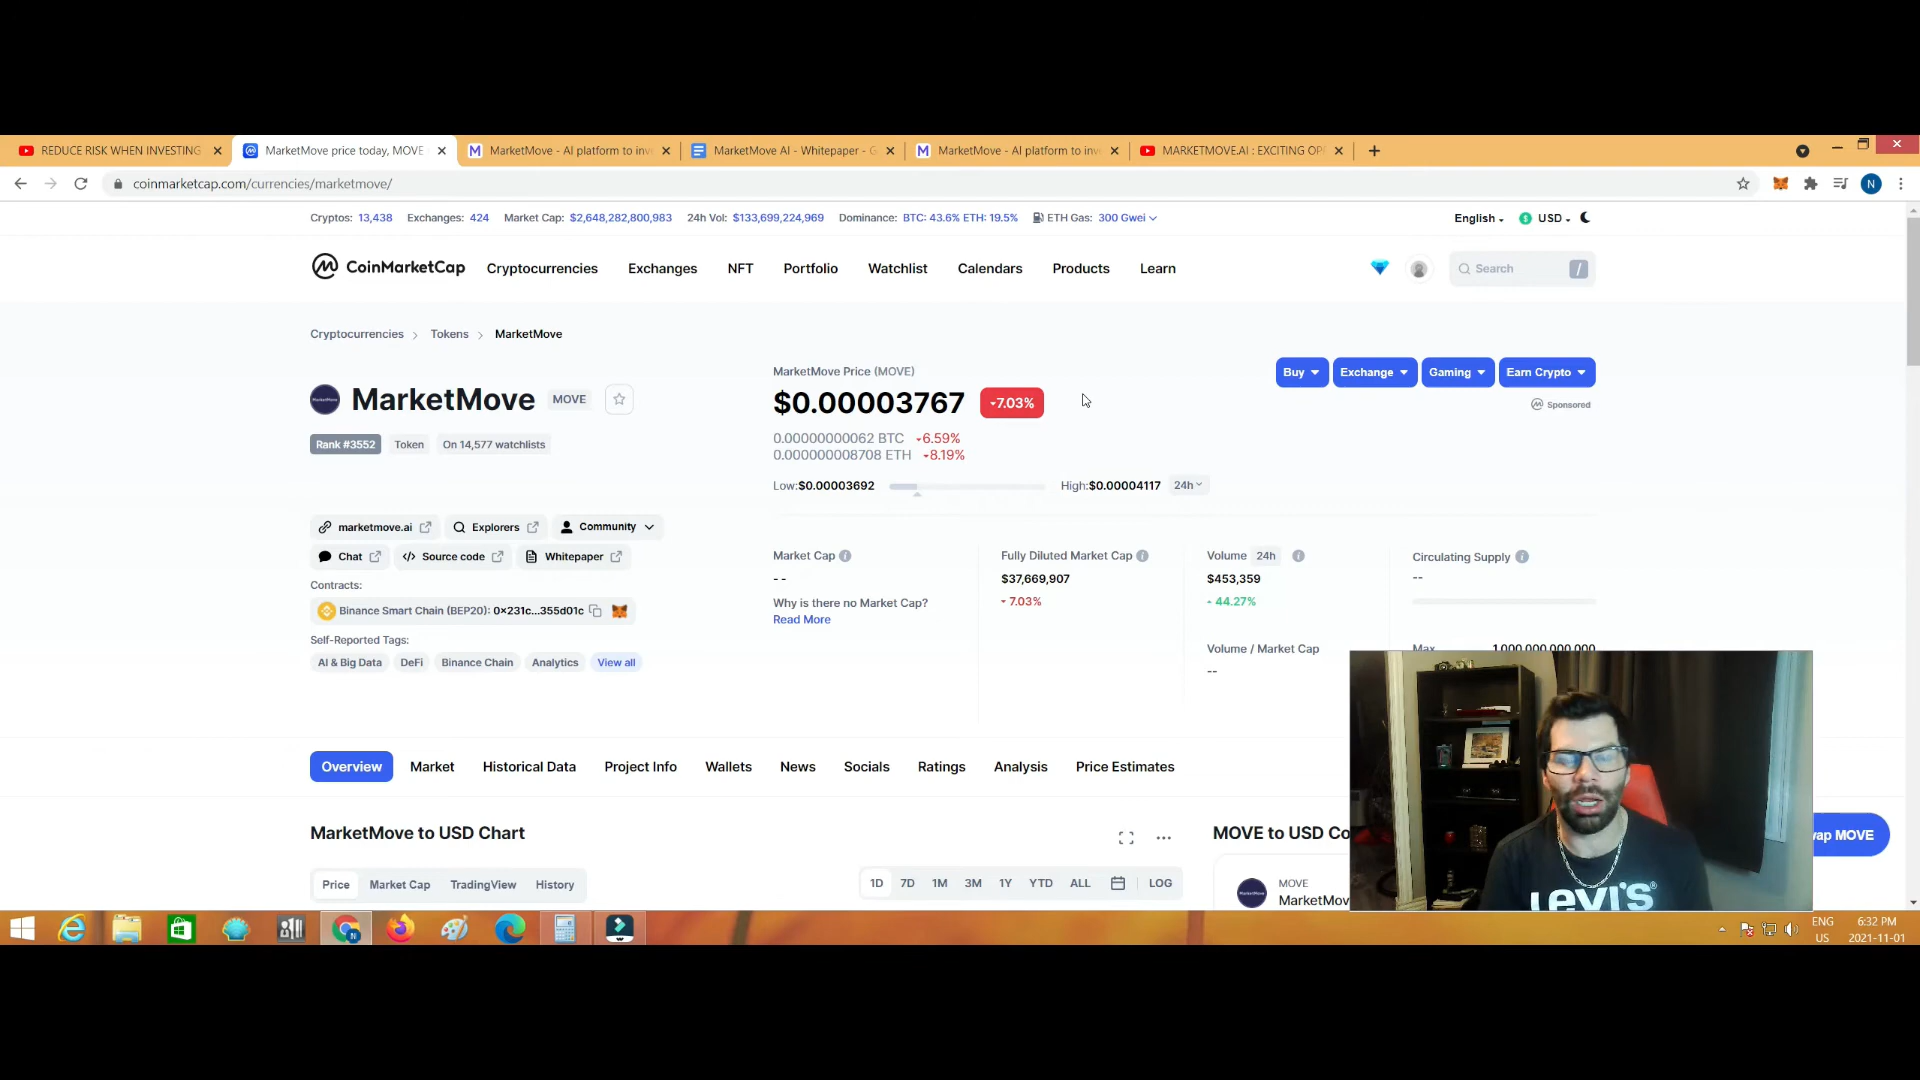 REDUCE RISK WHEN INVESTING
MarketMove price today, MOVE
MarketMove - AI platform to inv
MarketMove AI - Whitepaper - G
MarketMove - AI platform to inv
MARKETMOVE.AI : EXCITING OP
coinmarketcap.com/currencies/marketmove/
N
Cryptos: 13,438 Exchanges: 424 Market Cap: $2,648,282,800,983 24h Vol: $133,699,224,969 Dominance: BTC: 43.6% ETH: 19.5% ETH Gas: 300 Gwei
English USD
CoinMarketCap Cryptocurrencies Exchanges NFT Portfolio Watchlist Calendars Products Learn
Search /
Cryptocurrencies > Tokens > MarketMove
MarketMove MOVE
Rank #3552 Token On 14,577 watchlists
MarketMove Price (MOVE)
$0.00003767 7.03%
0.00000000062 BTC 6.59%
0.000000008708 ETH 8.19%
Low:$0.00003692 High:$0.00004117 24h
Buy Exchange Gaming Earn Crypto
Sponsored
marketmove.ai Explorers Community
Chat Source code Whitepaper
Contracts:
Binance Smart Chain (BEP20): 0x231c...355d01c
Self-Reported Tags:
AI & Big Data DeFi Binance Chain Analytics View all
Market Cap
- -
Why is there no Market Cap?
Read More
Fully Diluted Market Cap
$37,669,907
7.03%
Volume 24h
$453,359
44.27%
Volume / Market Cap
--
Circulating Supply
--
Max 1,000,000,000,000
Overview Market Historical Data Project Info Wallets News Socials Ratings Analysis Price Estimates
MarketMove to USD Chart
Price Market Cap TradingView History
1D 7D 1M 3M 1Y YTD ALL LOG
MOVE to USD Co
MOVE
MarketMov
wap MOVE
Levi's®
ENG
US
6:32 PM
2021-11-01